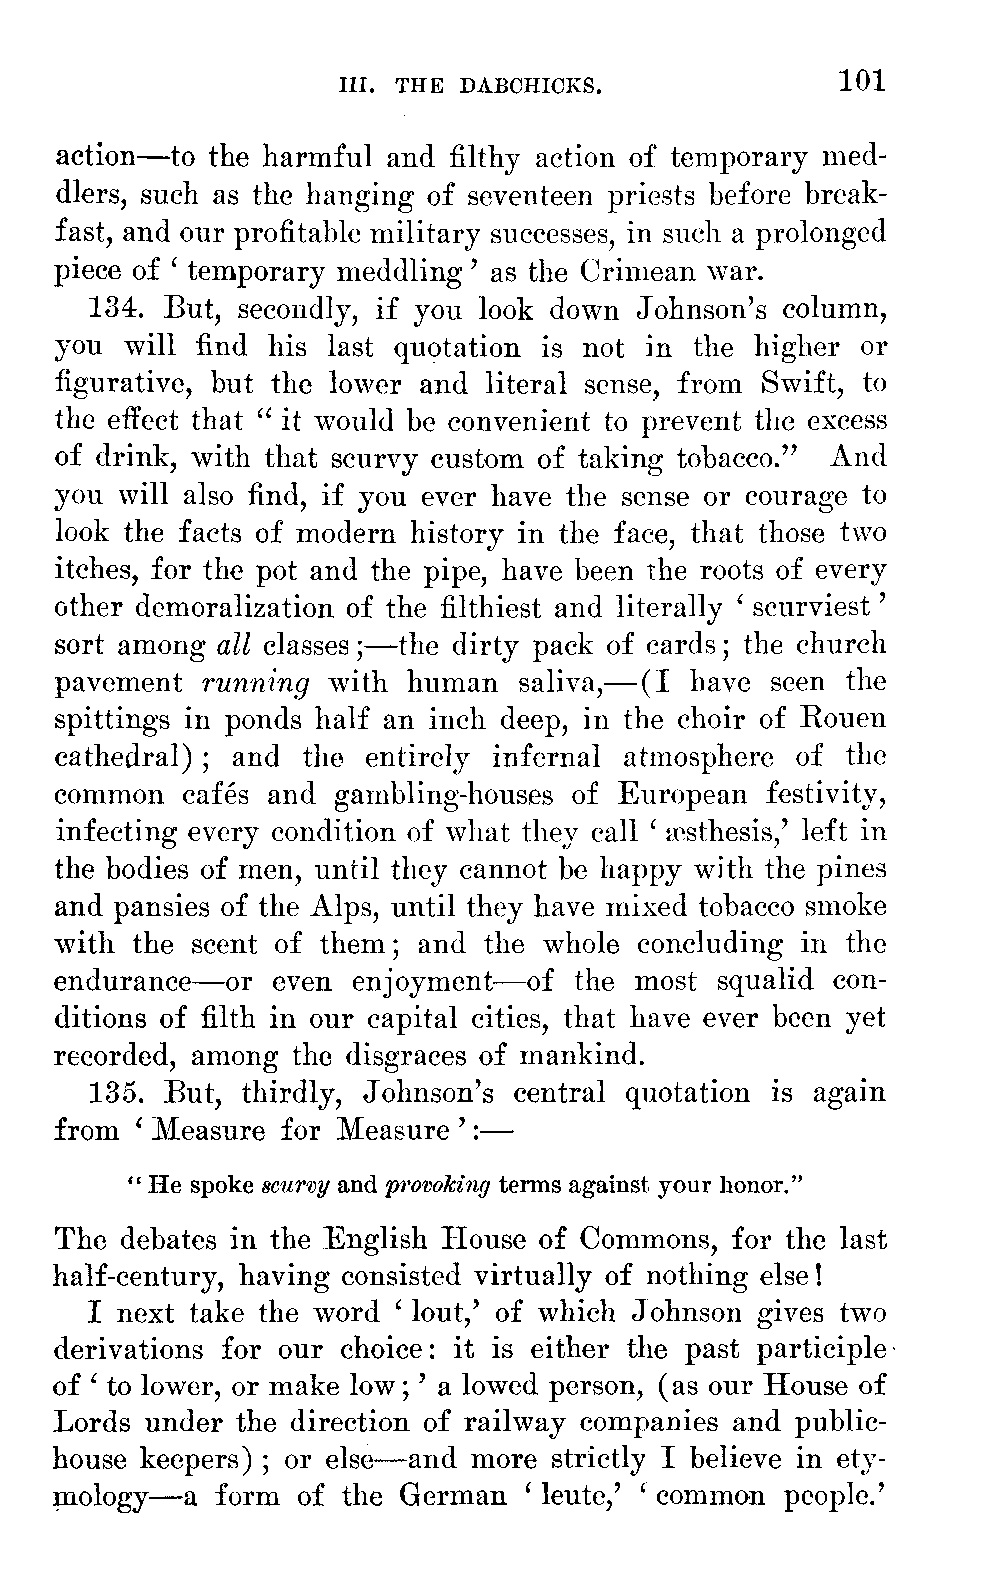 III. THE DABCHICKS. 101
action—to the harmful and filthy action of temporary med-
dlers, such as the hanging of seventeen priests before break-
fast, and our profitable military successes, in such a prolonged
piece of ‘ temporary meddling ’ as the Crimean war.
134. But, secondly, if you look down Johnson’s column,
you will find his last quotation is not in the higher or
figurative, but the lower and literal sense, from Swift, to
the effect that “ it would be convenient to prevent the excess
of drink, with that scurvy custom of taking tobacco.” And
you will also find, if you ever have the sense or courage to
look the facts of modern history in the face, that those two
itches, for the pot and the pipe, have been the roots of every
other demoralization of the filthiest and literally ‘ scurviest ’
sort among all classes;—the dirty pack of cards; the church
pavement running with human saliva,—(I have seen the
spittings in ponds half an inch deep, in the choir of Rouen
cathedral) ; and the entirely infernal atmosphere of the
common cafés and gambling-houses of European festivity,
infecting every condition of what they call ‘ æsthesis,’ left in
the bodies of men, until they cannot be happy with the pines
and pansies of the Alps, until they have mixed tobacco smoke
with the scent of them; and the whole concluding in the
endurance—or even enjoyment—of the most squalid con-
ditions of filth in our capital cities, that have ever been yet
recorded, among the disgraces of mankind.
135. But, thirdly, Johnson’s central quotation is again
from ‘ Measure for Measure ’:—
“ He spoke scurvy and provoking terms against your honor.”
The debates in the English House of Commons, for the last
half-century, having consisted virtually of nothing else!
I next take the word ‘ lout,’ of which Johnson gives two
derivations for our choice: it is either the past participle
of ‘ to lower, or make low; ’ a lowed person, (as our House of
Lords under the direction of railway companies and public-
house keepers) ; or else—and more strictly I believe in ety-
mology—a form of the German ‘ leute,’ ‘ common people.’